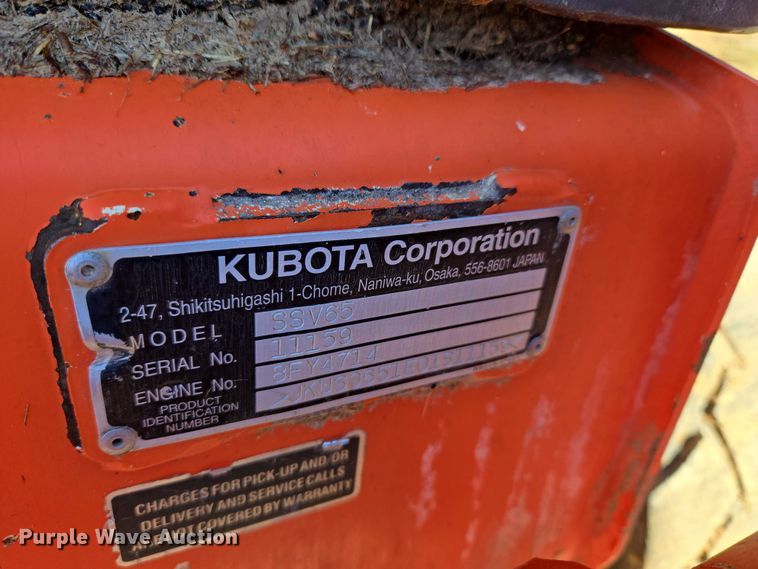 KUBOTA Corporation
2-47, Shikitsuhigashi 1-Chome, Naniwa-ku, Osaka, 556-8601 JAPAN
MODEL SSV65
SERIAL No. 11159
ENGINE No. 8FY4714
PRODUCT
IDENTIFICATION
NUMBER
CHARGES FOR PICK-UP AND/OR
DELIVERY AND SERVICE CALLS
ARE NOT COVERED BY WARRANTY
Purple Wave Auction